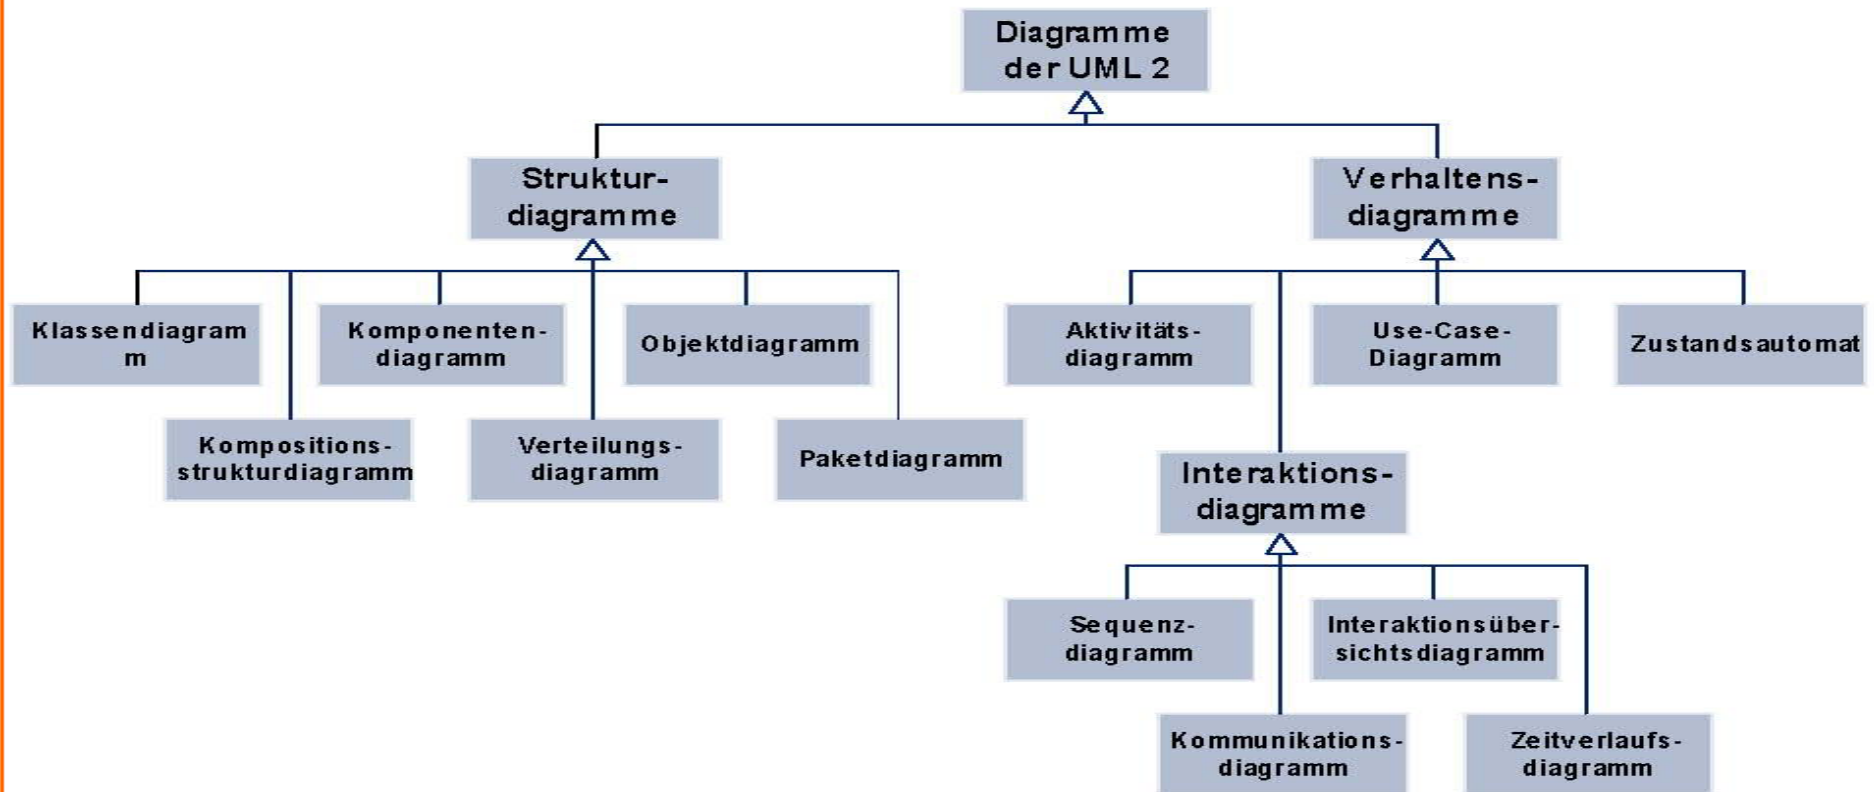 Diagramme
der UML 2
Struktur-
diagramme
Verhaltens-
diagramme
Klassendiagram
m
Komponenten-
diagramm
Objektdiagramm
Aktivitäts-
diagramm
Use-Case-
Diagramm
Zustandsautomat
Kompositions-
strukturdiagramm
Verteilungs-
diagramm
Paketdiagramm
Interaktions-
diagramme
Sequenz-
diagramm
Interaktionsüber-
sichtsdiagramm
Kommunikations-
diagramm
Zeitverlaufs-
diagramm